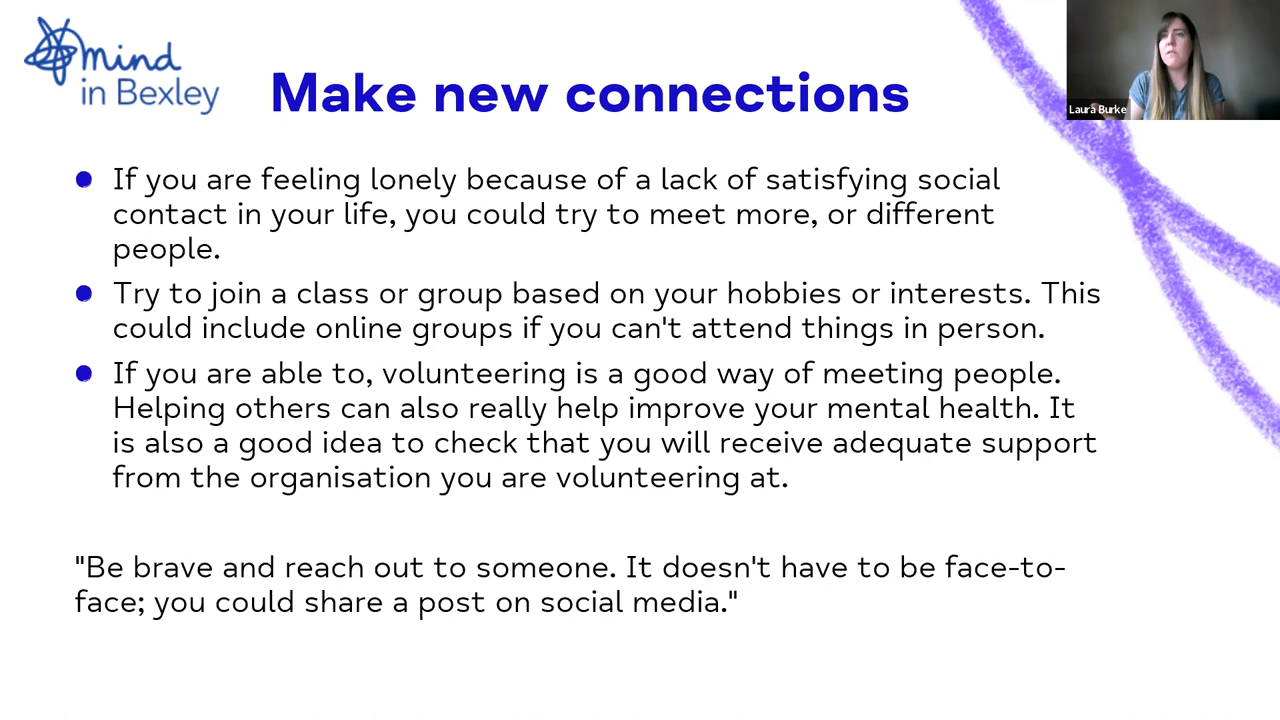 mind
in Bexley
Make new connections
Laura Burke
If you are feeling lonely because of a lack of satisfying social
contact in your life, you could try to meet more, or different
people.
Try to join a class or group based on your hobbies or interests. This
could include online groups if you can't attend things in person.
If you are able to, volunteering is a good way of meeting people.
Helping others can also really help improve your mental health. It
is also a good idea to check that you will receive adequate support
from the organisation you are volunteering at.
"Be brave and reach out to someone. It doesn't have to be face-to-
face; you could share a post on social media."